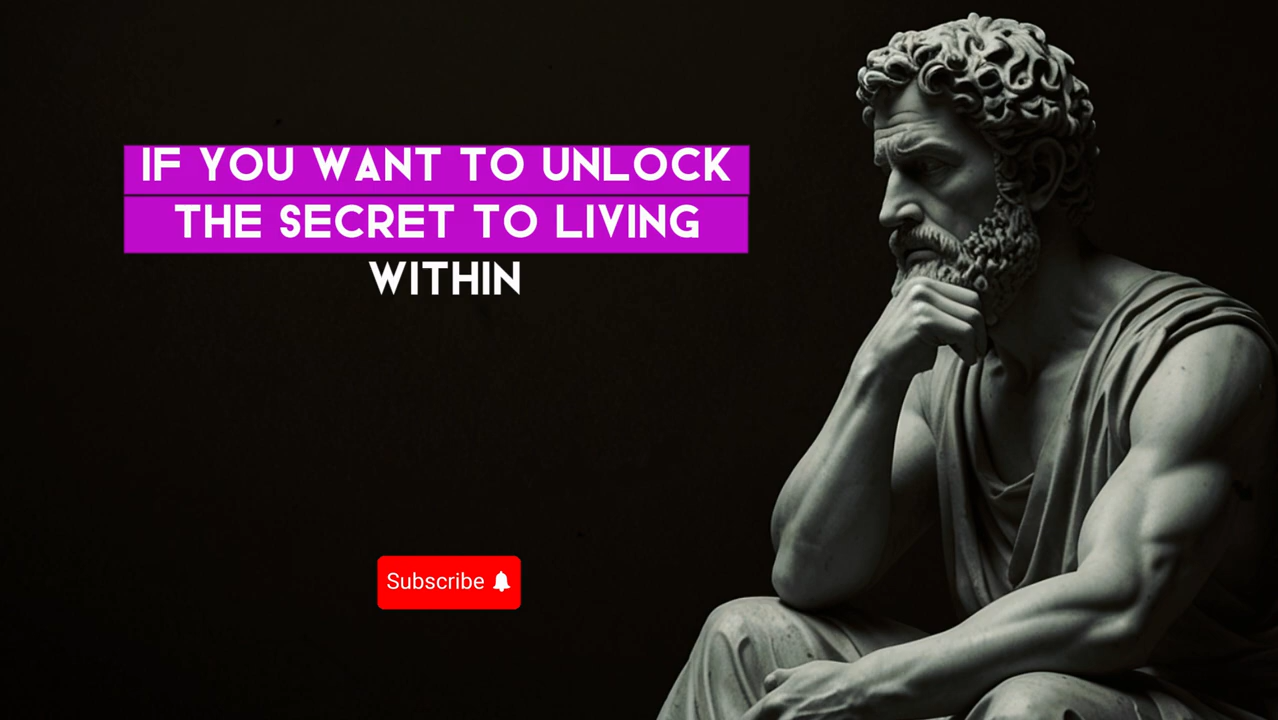 IF YOU WANT TO UNLOCK
THE SECRET TO LIVING
WITHIN
Subscribe